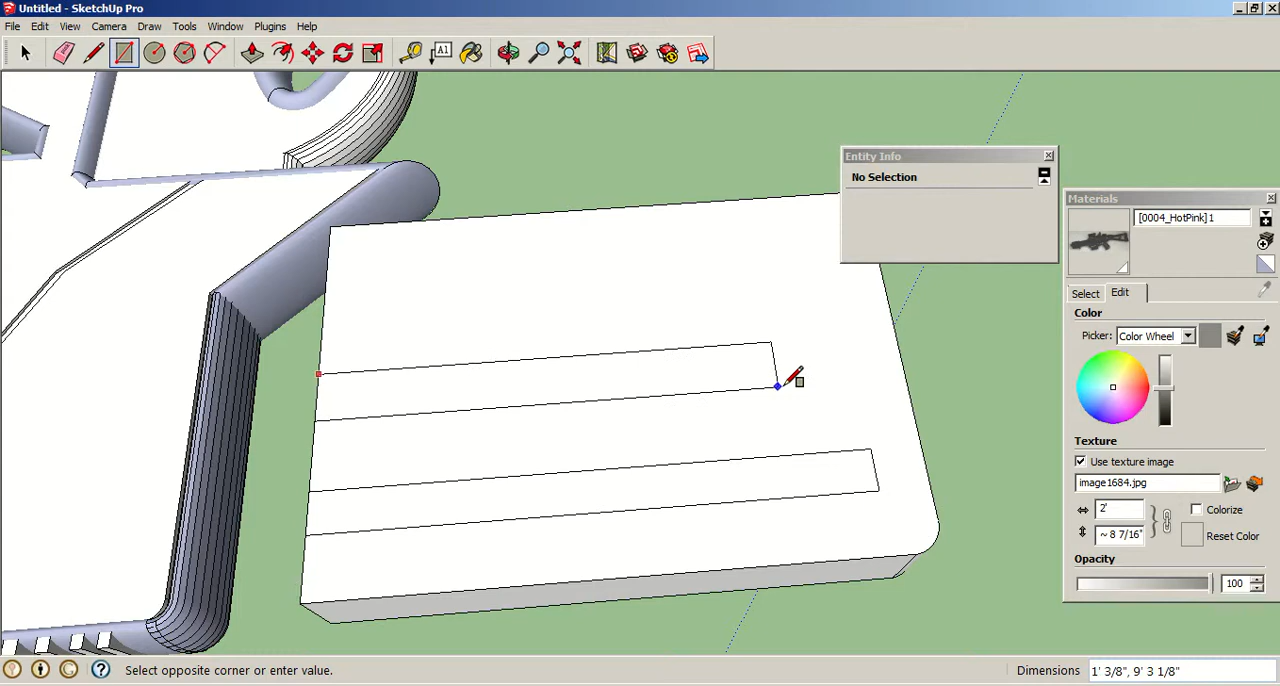 Untitled - SketchUp Pro
File Edit View Camera Draw Tools Window Plugins Help
A1
Entity Info
No Selection
Materials
[0004_HotPink]1
Select Edit
Color
Picker: Color Wheel
Texture
Use texture image
image1684.jpg
2' Colorize
~ 8 7/16" Reset Color
Opacity
100
Select opposite corner or enter value. Dimensions 1' 3/8", 9' 3 1/8"